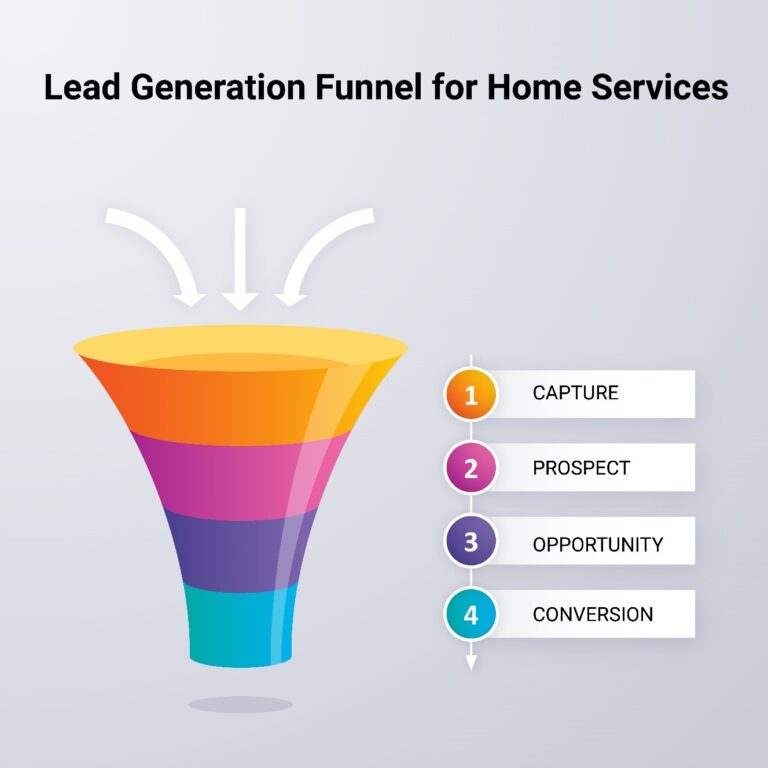 Lead Generation Funnel for Home Services
1 CAPTURE
2 PROSPECT
3 OPPORTUNITY
4 CONVERSION